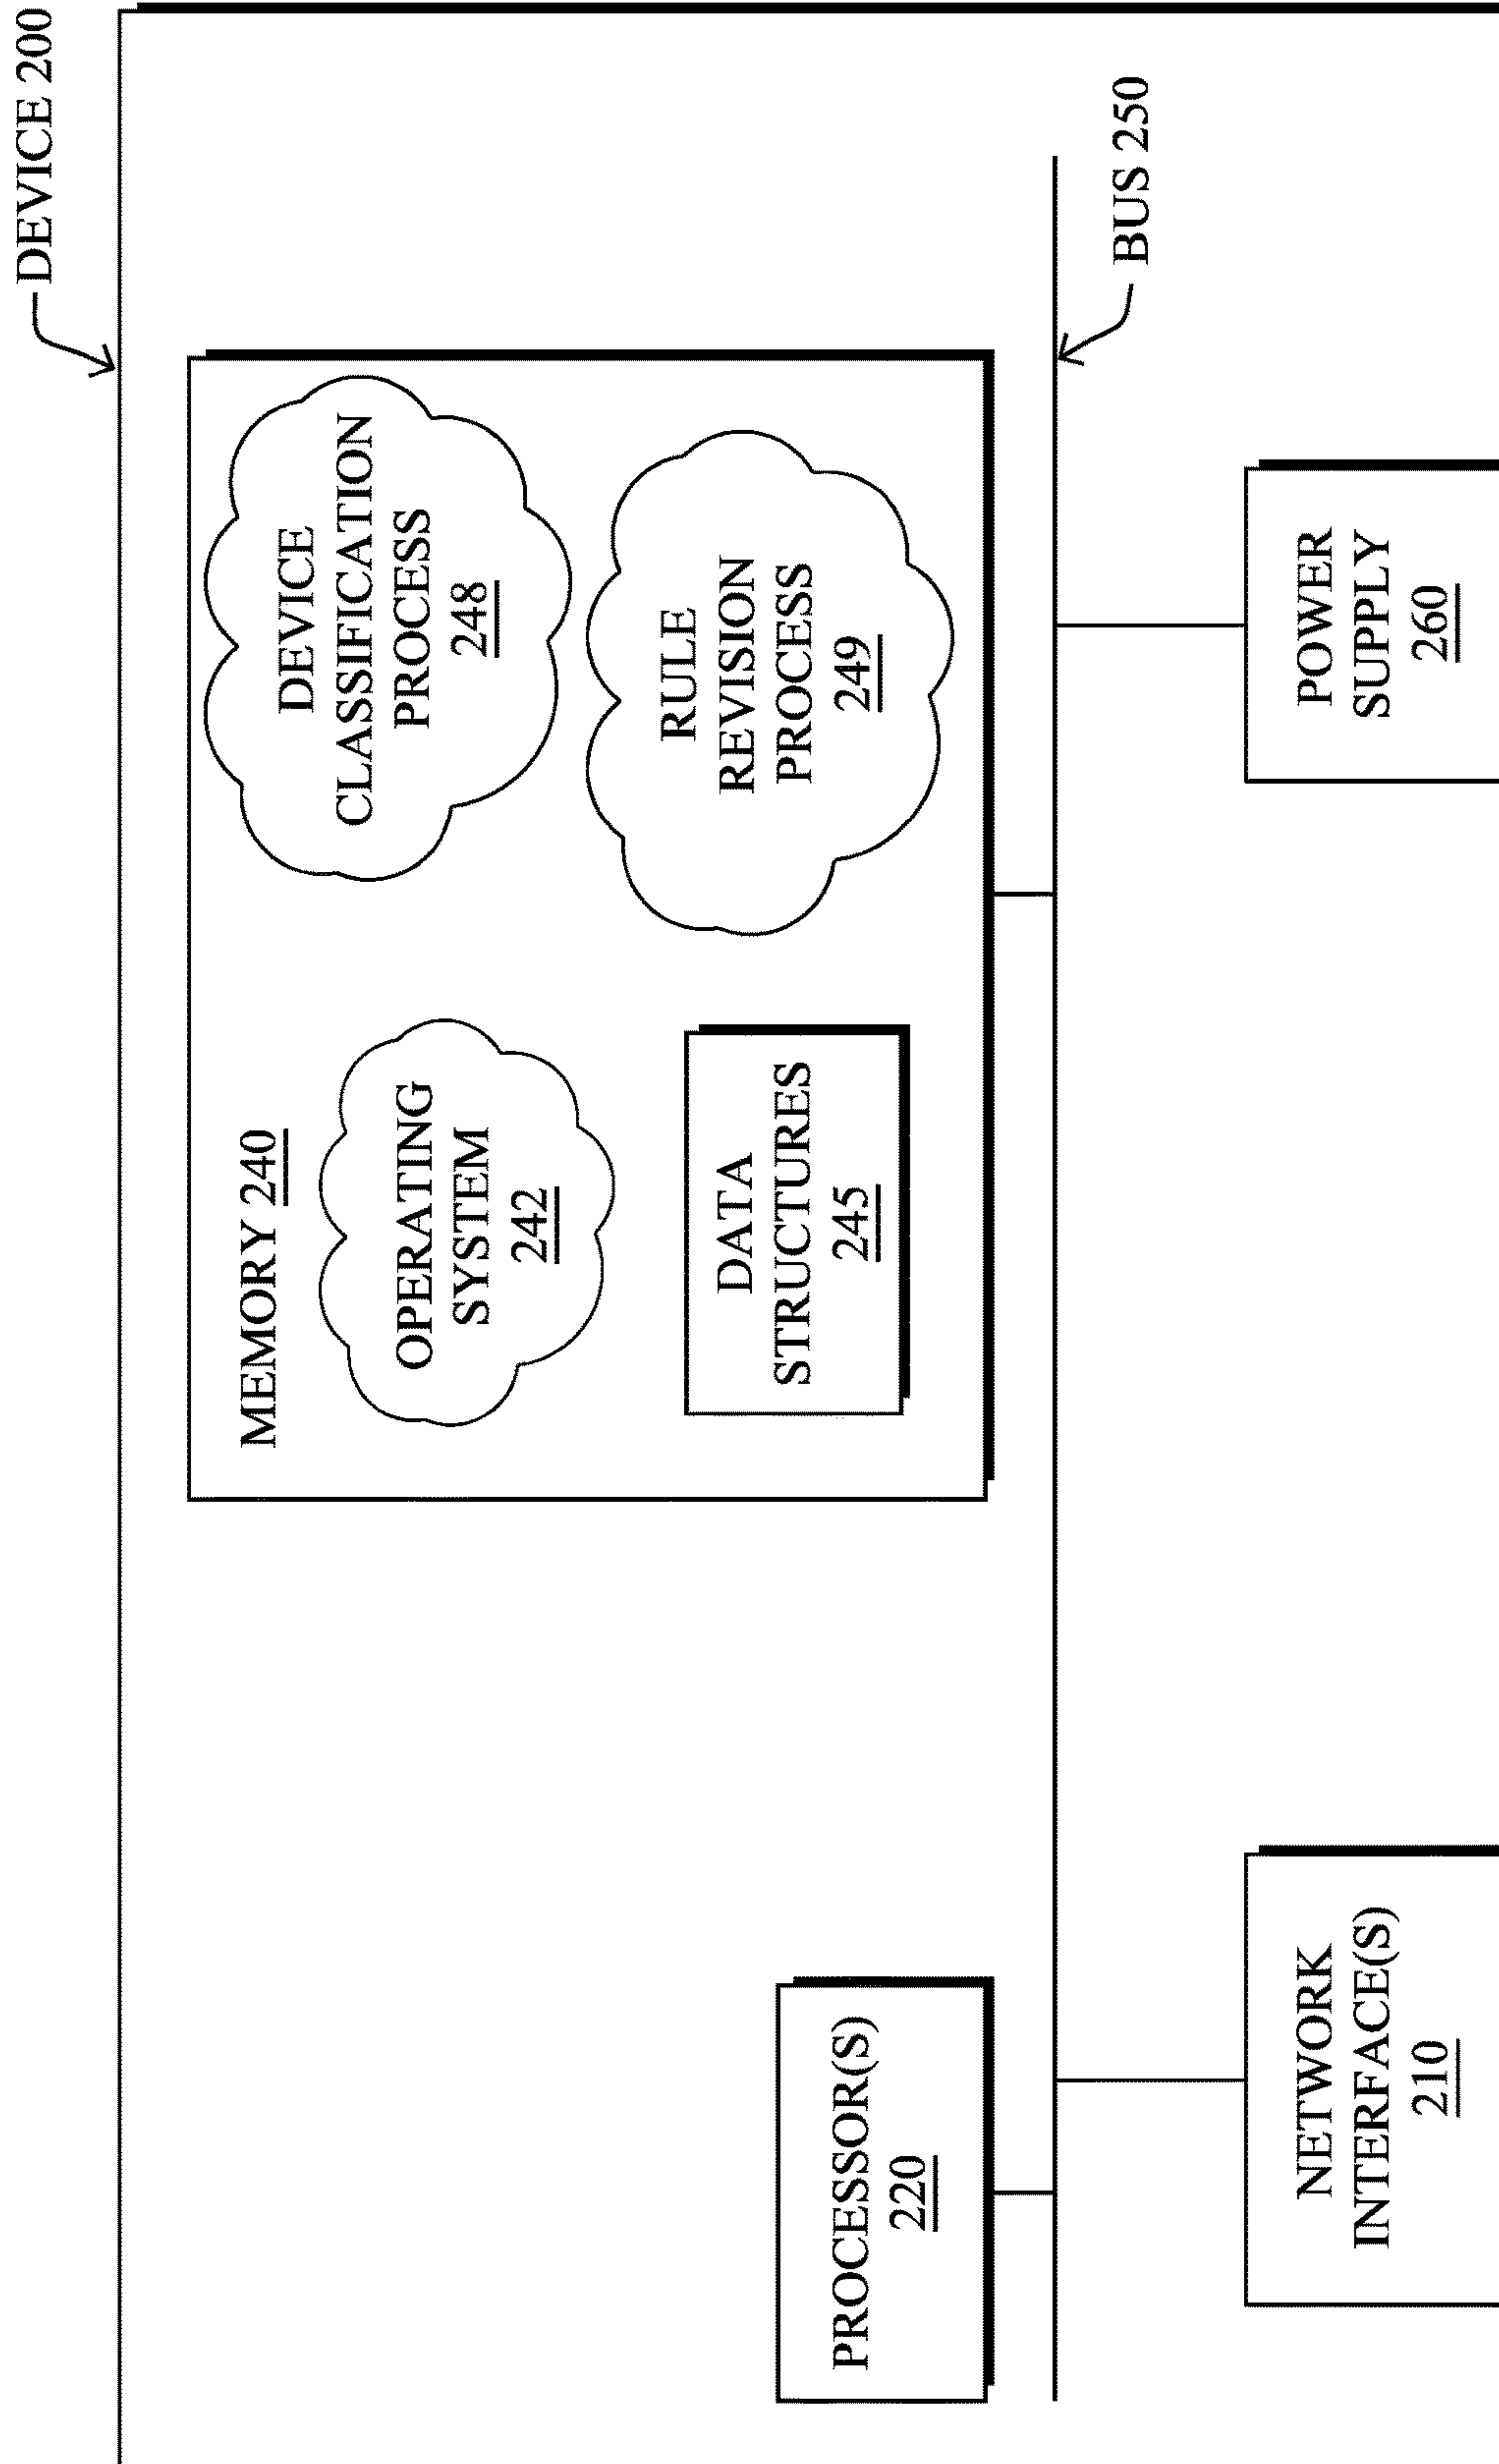 DEVICE 200
MEMORY 240
OPERATING
SYSTEM
242
DATA
STRUCTURES
245
DEVICE
CLASSIFICATION
PROCESS
248
RULE
REVISION
PROCESS
249
PROCESSOR(S)
220
BUS 250
NETWORK
INTERFACE(S)
210
POWER
SUPPLY
260